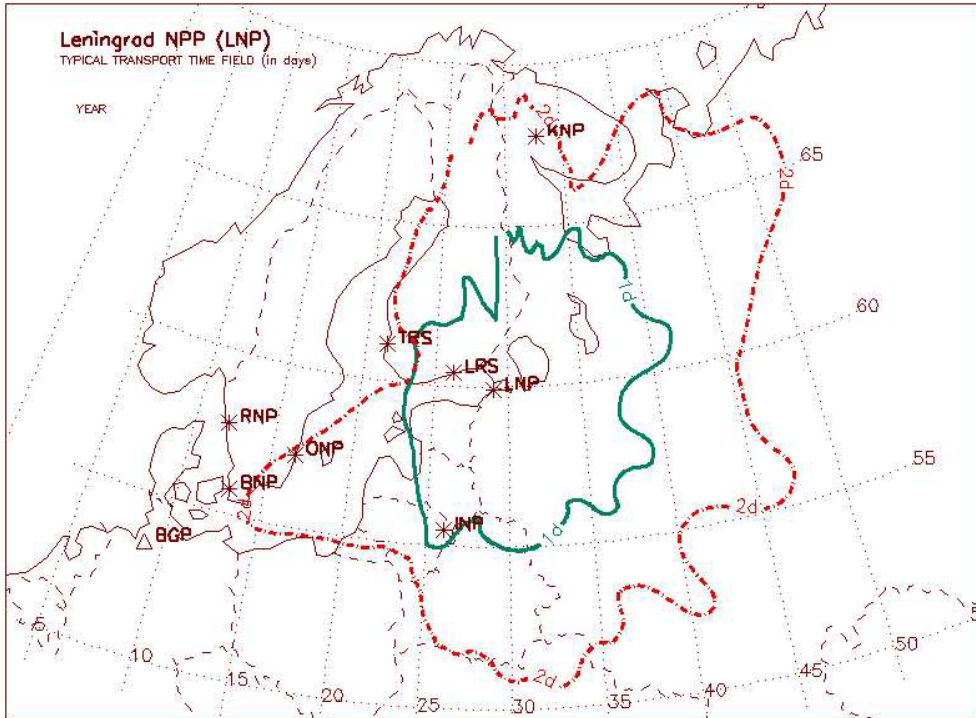 Leningrad NPP (LNP)
TYPICAL TRANSPORT TIME FIELD (in days)
YEAR
2d
KNP
65
2d
1d
60
TRS
LRS
LNP
RNP
ONP
55
BNP
2d
2d
BGP
INP
1d
5
10
15
20
25
30
35
40
45
50
2d